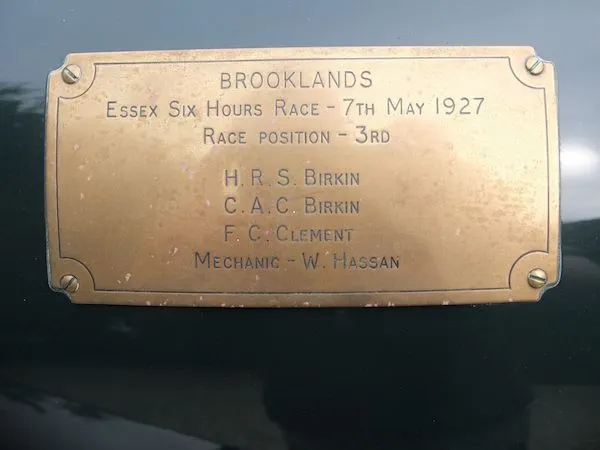 BROOKLANDS
ESSEX SIX HOURS RACE - 7TH MAY 1927
RACE POSITION - 3RD
H. R. S. BIRKIN
C. A. C. BIRKIN
F. C. CLEMENT
MECHANIC - W. HASSAN